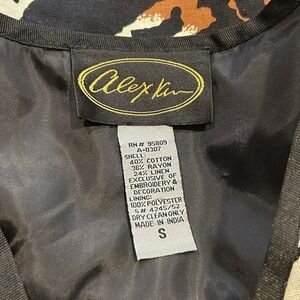 alex kim
RN # 95809
A-0307
SHELL:
40% COTTON
36% RAYON
24% LINEN
EXCLUSIVE OF
EMBROIDERY &
DECORATION
LINING:
100% POLYESTER
S# 4245/52
DRY CLEAN ONLY
MADE IN INDIA
S